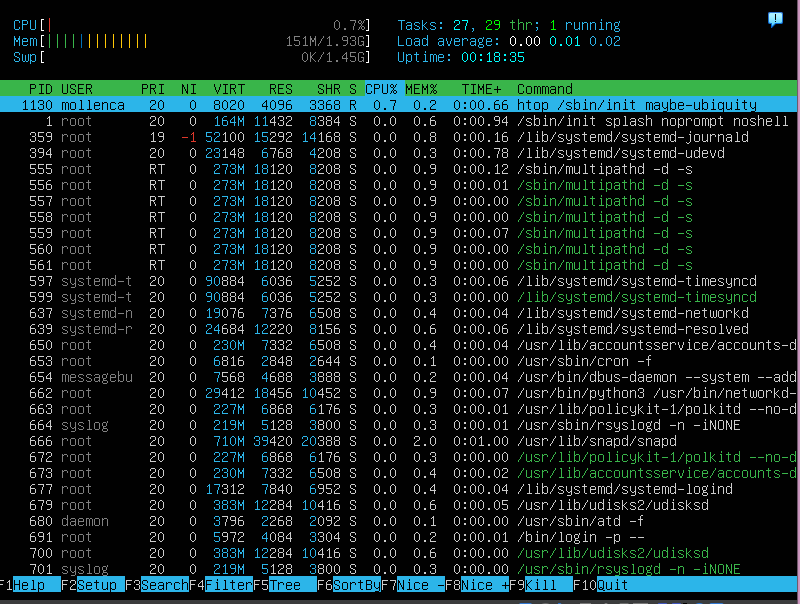 CPU[| 0.7%] Tasks: 27, 29 thr; 1 running
Mem[|||||||||||||| 151M/1.93G] Load average: 0.00 0.01 0.02
Swp[ 0K/1.45G] Uptime: 00:18:35
PID USER PRI NI VIRT RES SHR S CPU% MEM% TIME+ Command
1130 mollenca 20 0 8020 4096 3368 R 0.7 0.2 0:00.66 htop /sbin/init maybe-ubiquity
1 root 20 0 164M 11432 8384 S 0.0 0.6 0:00.94 /sbin/init splash noprompt noshell
359 root 19 -1 52100 15292 14168 S 0.0 0.8 0:00.16 /lib/systemd/systemd-journald
394 root 20 0 23148 6768 4208 S 0.0 0.3 0:00.78 /lib/systemd/systemd-udevd
555 root RT 0 273M 18120 8208 S 0.0 0.9 0:00.12 /sbin/multipathd -d -s
556 root RT 0 273M 18120 8208 S 0.0 0.9 0:00.01 /sbin/multipathd -d -s
557 root RT 0 273M 18120 8208 S 0.0 0.9 0:00.00 /sbin/multipathd -d -s
558 root RT 0 273M 18120 8208 S 0.0 0.9 0:00.00 /sbin/multipathd -d -s
559 root RT 0 273M 18120 8208 S 0.0 0.9 0:00.07 /sbin/multipathd -d -s
560 root RT 0 273M 18120 8208 S 0.0 0.9 0:00.00 /sbin/multipathd -d -s
561 root RT 0 273M 18120 8208 S 0.0 0.9 0:00.00 /sbin/multipathd -d -s
597 systemd-t 20 0 90884 6036 5252 S 0.0 0.3 0:00.06 /lib/systemd/systemd-timesyncd
599 systemd-t 20 0 90884 6036 5252 S 0.0 0.3 0:00.00 /lib/systemd/systemd-timesyncd
637 systemd-n 20 0 19076 7376 6508 S 0.0 0.4 0:00.04 /lib/systemd/systemd-networkd
639 systemd-r 20 0 24684 12220 8156 S 0.0 0.6 0:00.06 /lib/systemd/systemd-resolved
650 root 20 0 230M 7332 6508 S 0.0 0.4 0:00.04 /usr/lib/accountsservice/accounts-d
653 root 20 0 6816 2848 2644 S 0.0 0.1 0:00.00 /usr/sbin/cron -f
654 messagebu 20 0 7568 4688 3888 S 0.0 0.2 0:00.04 /usr/bin/dbus-daemon --system --add
662 root 20 0 29412 18456 10452 S 0.0 0.9 0:00.07 /usr/bin/python3 /usr/bin/networkd-
663 root 20 0 227M 6868 6176 S 0.0 0.3 0:00.01 /usr/lib/policykit-1/polkitd --no-d
664 syslog 20 0 219M 5128 3800 S 0.0 0.3 0:00.01 /usr/sbin/rsyslogd -n -iNONE
666 root 20 0 710M 39420 20388 S 0.0 2.0 0:01.00 /usr/lib/snapd/snapd
672 root 20 0 227M 6868 6176 S 0.0 0.3 0:00.00 /usr/lib/policykit-1/polkitd --no-d
673 root 20 0 230M 7332 6508 S 0.0 0.4 0:00.02 /usr/lib/accountsservice/accounts-d
677 root 20 0 17312 7840 6952 S 0.0 0.4 0:00.04 /lib/systemd/systemd-logind
679 root 20 0 383M 12284 10416 S 0.0 0.6 0:00.05 /usr/lib/udisks2/udisksd
680 daemon 20 0 3796 2268 2092 S 0.0 0.1 0:00.00 /usr/sbin/atd -f
691 root 20 0 5972 4084 3304 S 0.0 0.2 0:00.01 /bin/login -p --
700 root 20 0 383M 12284 10416 S 0.0 0.6 0:00.00 /usr/lib/udisks2/udisksd
701 syslog 20 0 219M 5128 3800 S 0.0 0.3 0:00.00 /usr/sbin/rsyslogd -n -iNONE
F1Help F2Setup F3SearchF4FilterF5Tree F6SortByF7Nice -F8Nice +F9Kill F10Quit